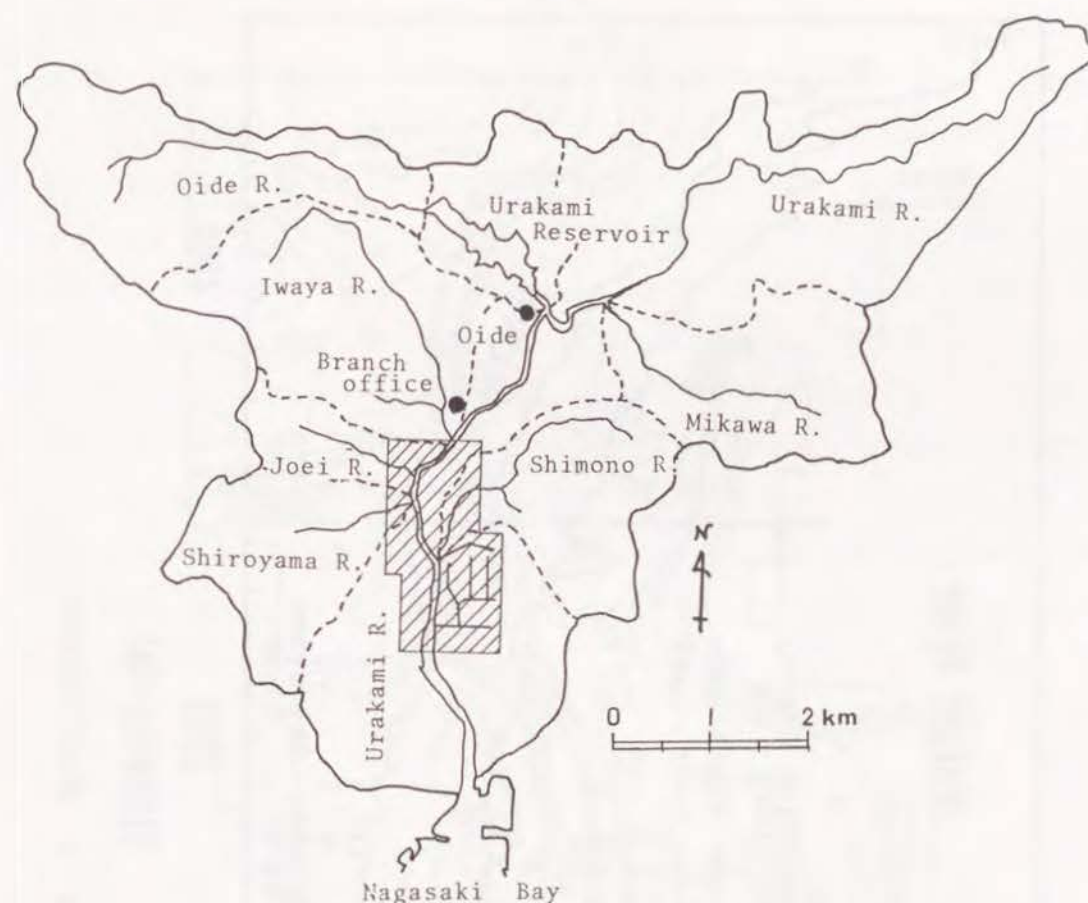 Oide R.
Urakami
Reservoir
Urakami R.
Iwaya R.
Oide
Branch
office
Mikawa R.
Joei R.
Shimono R
Shiroyama R.
N
Urakami R.
0 1 2 km
Nagasaki Bay